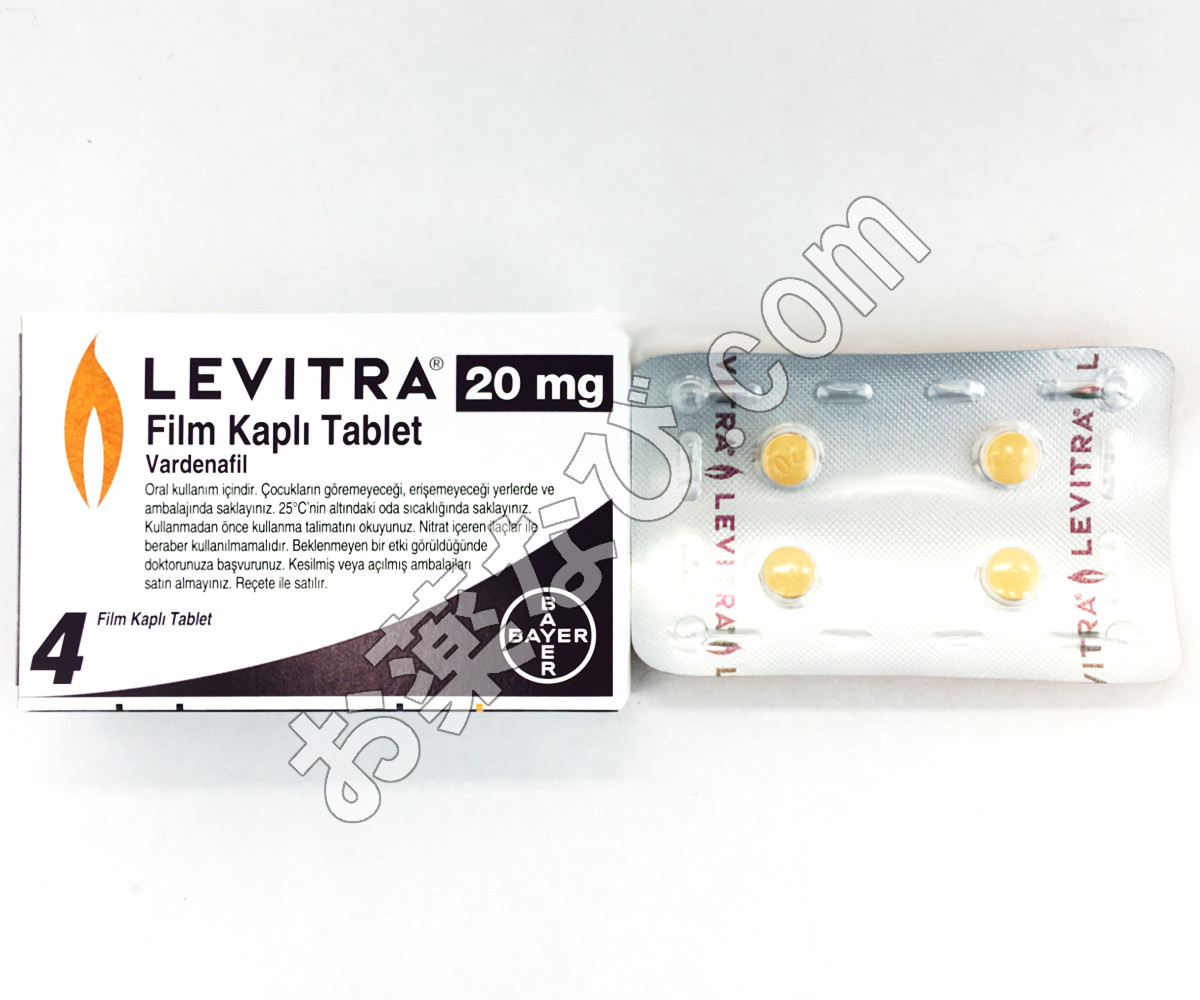 LEVITRA® 20 mg
Film Kaplı Tablet
Vardenafil
Oral kullanım içindir. Çocukların göremeyeceği, erişemeyeceği yerlerde ve
ambalajında saklayınız. 25°C'nin altındaki oda sıcaklığında saklayınız.
Kullanmadan önce kullanma talimatını okuyunuz. Nitrat içeren ilaçlar ile
beraber kullanılmamalıdır. Beklenmeyen bir etki görüldüğünde
doktorunuza başvurunuz. Kesilmiş veya açılmış ambalajları
satın almayınız. Reçete ile satılır.
4 Film Kaplı Tablet
BAYER
BAYER
お薬なび.com
VITRA® LEVITRA® L
VITRA® LEVITRA® L
20